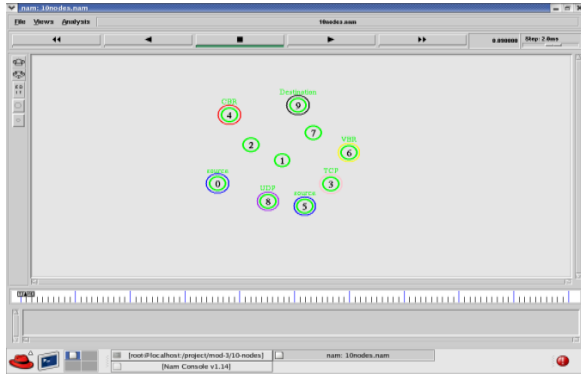 nam: 10nodes.nam
File Views Analysis 10nodes.nam
0.000000 Step: 2.0ms
Destination
9
CBR
4
7
2
VBR
6
1
source
0
TCP
3
UDP
8
source
5
[root@localhost:/project/mod-3/10-nodes]
nam: 10nodes.nam
[Nam Console v1.14]